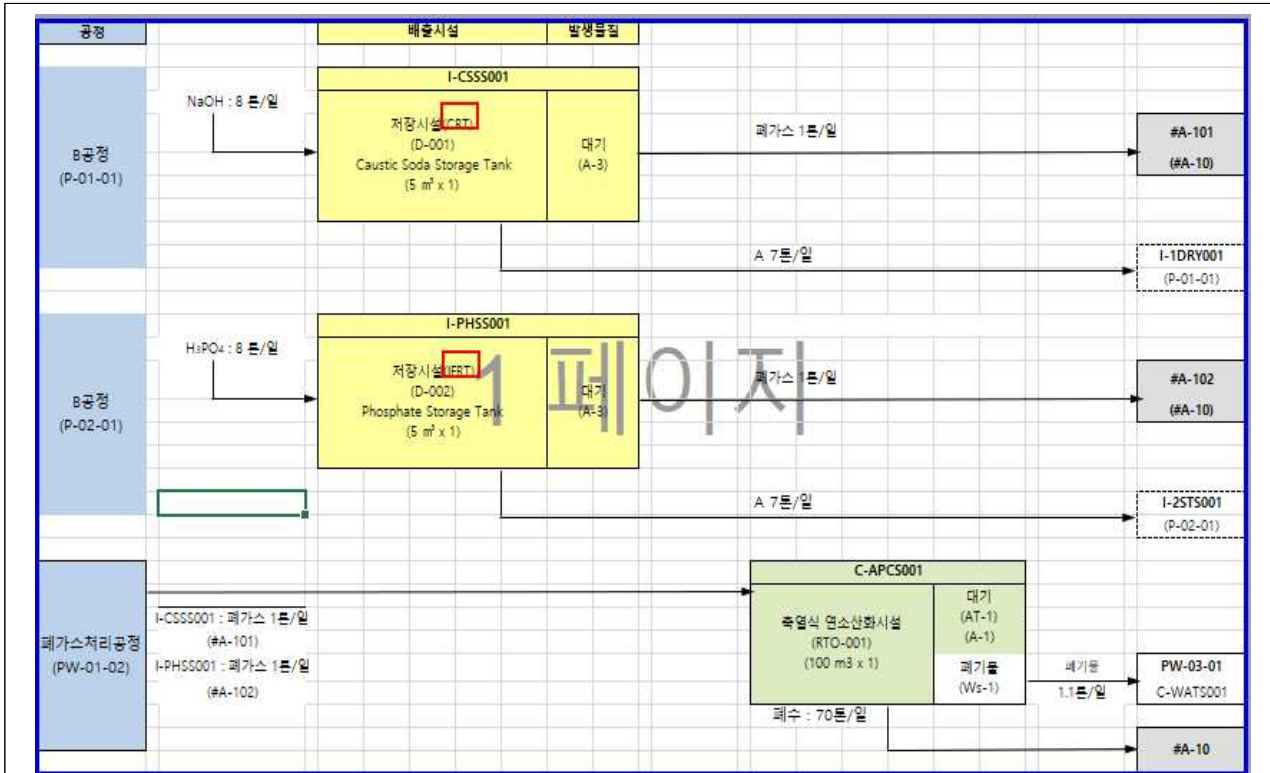 공정 배출시설 발생물질
I-CSSS001
NaOH : 8 톤/일
저장시설(CRT)
(D-001)
Caustic Soda Storage Tank
(5 m³ x 1)
대기
(A-3)
폐가스 1톤/일
#A-101
(#A-10)
B공정
(P-01-01)
A 7톤/일
I-1DRY001
(P-01-01)
I-PHSS001
H₃PO₄ : 8 톤/일
저장시설(IFRT)
(D-002)
Phosphate Storage Tank
(5 m³ x 1)
대기
(A-3)
폐가스 1톤/일
#A-102
(#A-10)
B공정
(P-02-01)
1 페이지
A 7톤/일
I-2STS001
(P-02-01)
C-APCS001
폐가스처리공정
(PW-01-02)
I-CSSS001 : 폐가스 1톤/일
(#A-101)
I-PHSS001 : 폐가스 1톤/일
(#A-102)
축열식 연소산화시설
(RTO-001)
(100 m3 x 1)
대기
(AT-1)
(A-1)
폐기물
(Ws-1)
폐기물
1.1톤/일
PW-03-01
C-WATS001
폐수 : 70톤/일
#A-10